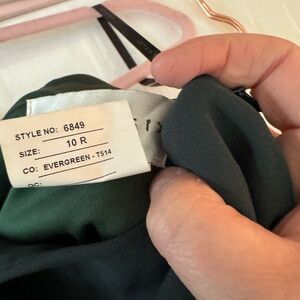 STYLE NO: 6849
SIZE: 10 R
CO: EVERGREEN - T514